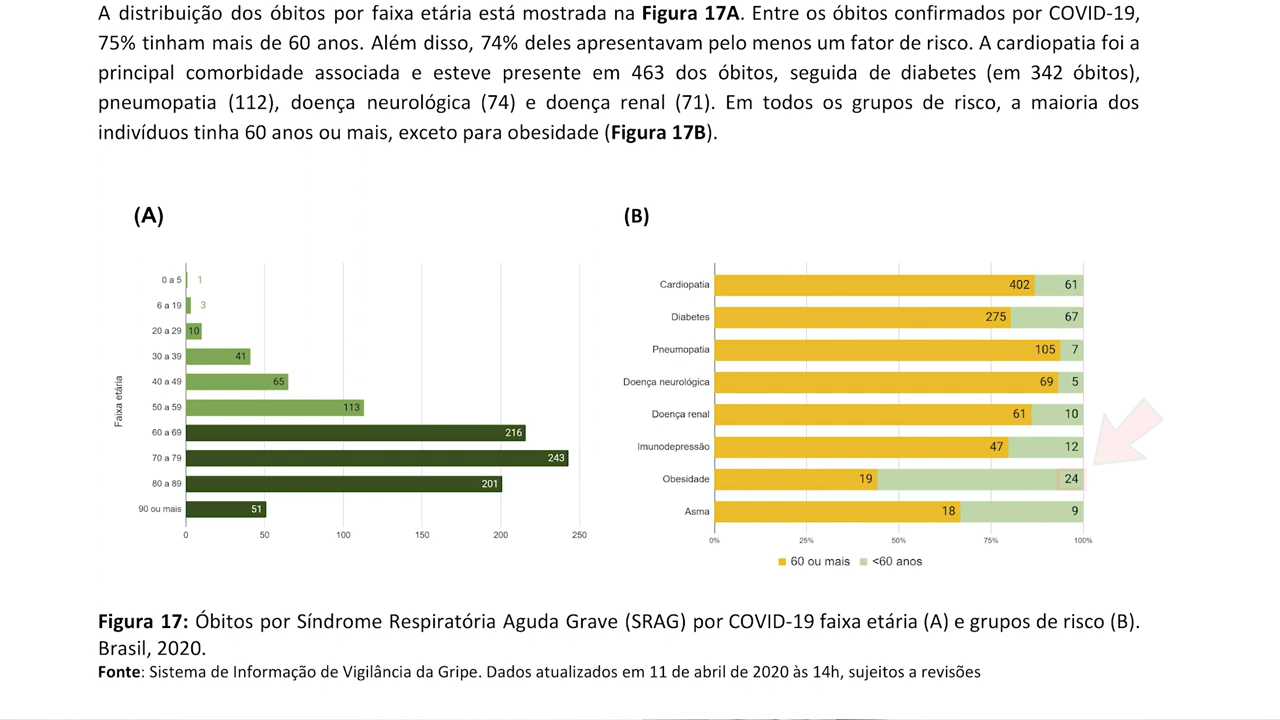 A distribuição dos óbitos por faixa etária está mostrada na Figura 17A. Entre os óbitos confirmados por COVID-19,
75% tinham mais de 60 anos. Além disso, 74% deles apresentavam pelo menos um fator de risco. A cardiopatia foi a
principal comorbidade associada e esteve presente em 463 dos óbitos, seguida de diabetes (em 342 óbitos),
pneumopatia (112), doença neurológica (74) e doença renal (71). Em todos os grupos de risco, a maioria dos
indivíduos tinha 60 anos ou mais, exceto para obesidade (Figura 17B).
(A)
Faixa etária
0 a 5 1
6 a 19 3
20 a 29 10
30 a 39 41
40 a 49 65
50 a 59 113
60 a 69 216
70 a 79 243
80 a 89 201
90 ou mais 51
0 50 100 150 200 250
(B)
Cardiopatia 402 61
Diabetes 275 67
Pneumopatia 105 7
Doença neurológica 69 5
Doença renal 61 10
Imunodepressão 47 12
Obesidade 19 24
Asma 18 9
0% 25% 50% 75% 100%
60 ou mais <60 anos
Figura 17: Óbitos por Síndrome Respiratória Aguda Grave (SRAG) por COVID-19 faixa etária (A) e grupos de risco (B).
Brasil, 2020.
Fonte: Sistema de Informação de Vigilância da Gripe. Dados atualizados em 11 de abril de 2020 às 14h, sujeitos a revisões